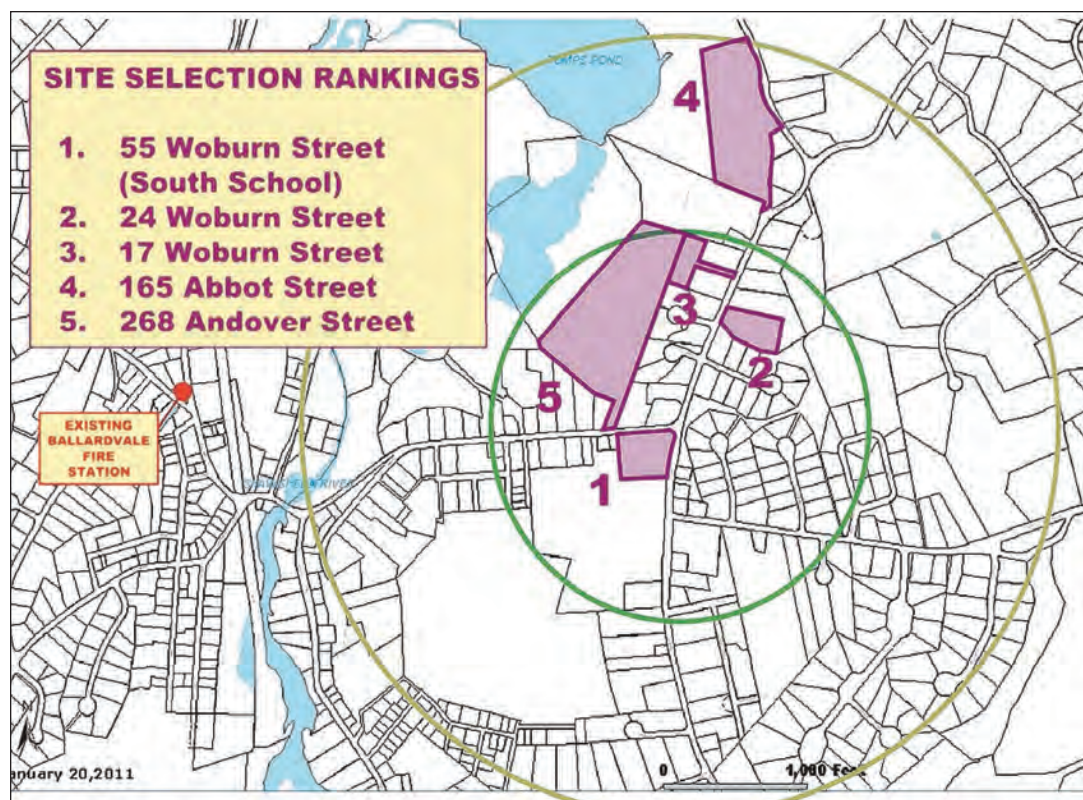 SITE SELECTION RANKINGS
1. 55 Woburn Street
(South School)
2. 24 Woburn Street
3. 17 Woburn Street
4. 165 Abbot Street
5. 268 Andover Street
POND
4
3
2
5
1
EXISTING
BALLARDVALE
FIRE
STATION
RIVER
anuary 20,2011
0 1,000 Feet